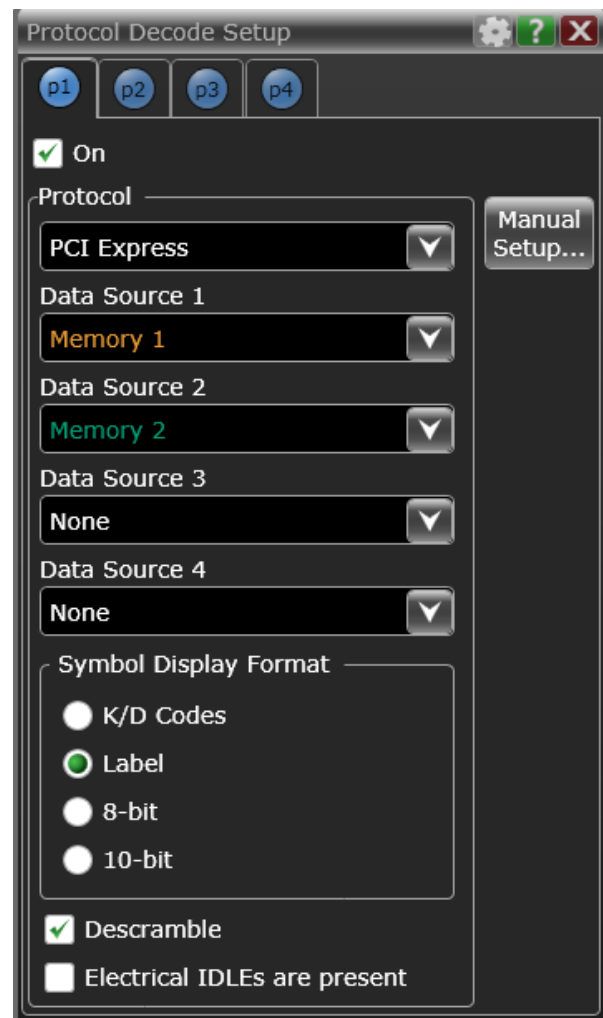 Protocol Decode Setup ?
p1 p2 p3 p4
On
Protocol
Manual
Setup...
PCI Express
Data Source 1
Memory 1
Data Source 2
Memory 2
Data Source 3
None
Data Source 4
None
Symbol Display Format
K/D Codes
Label
8-bit
10-bit
Descramble
Electrical IDLEs are present